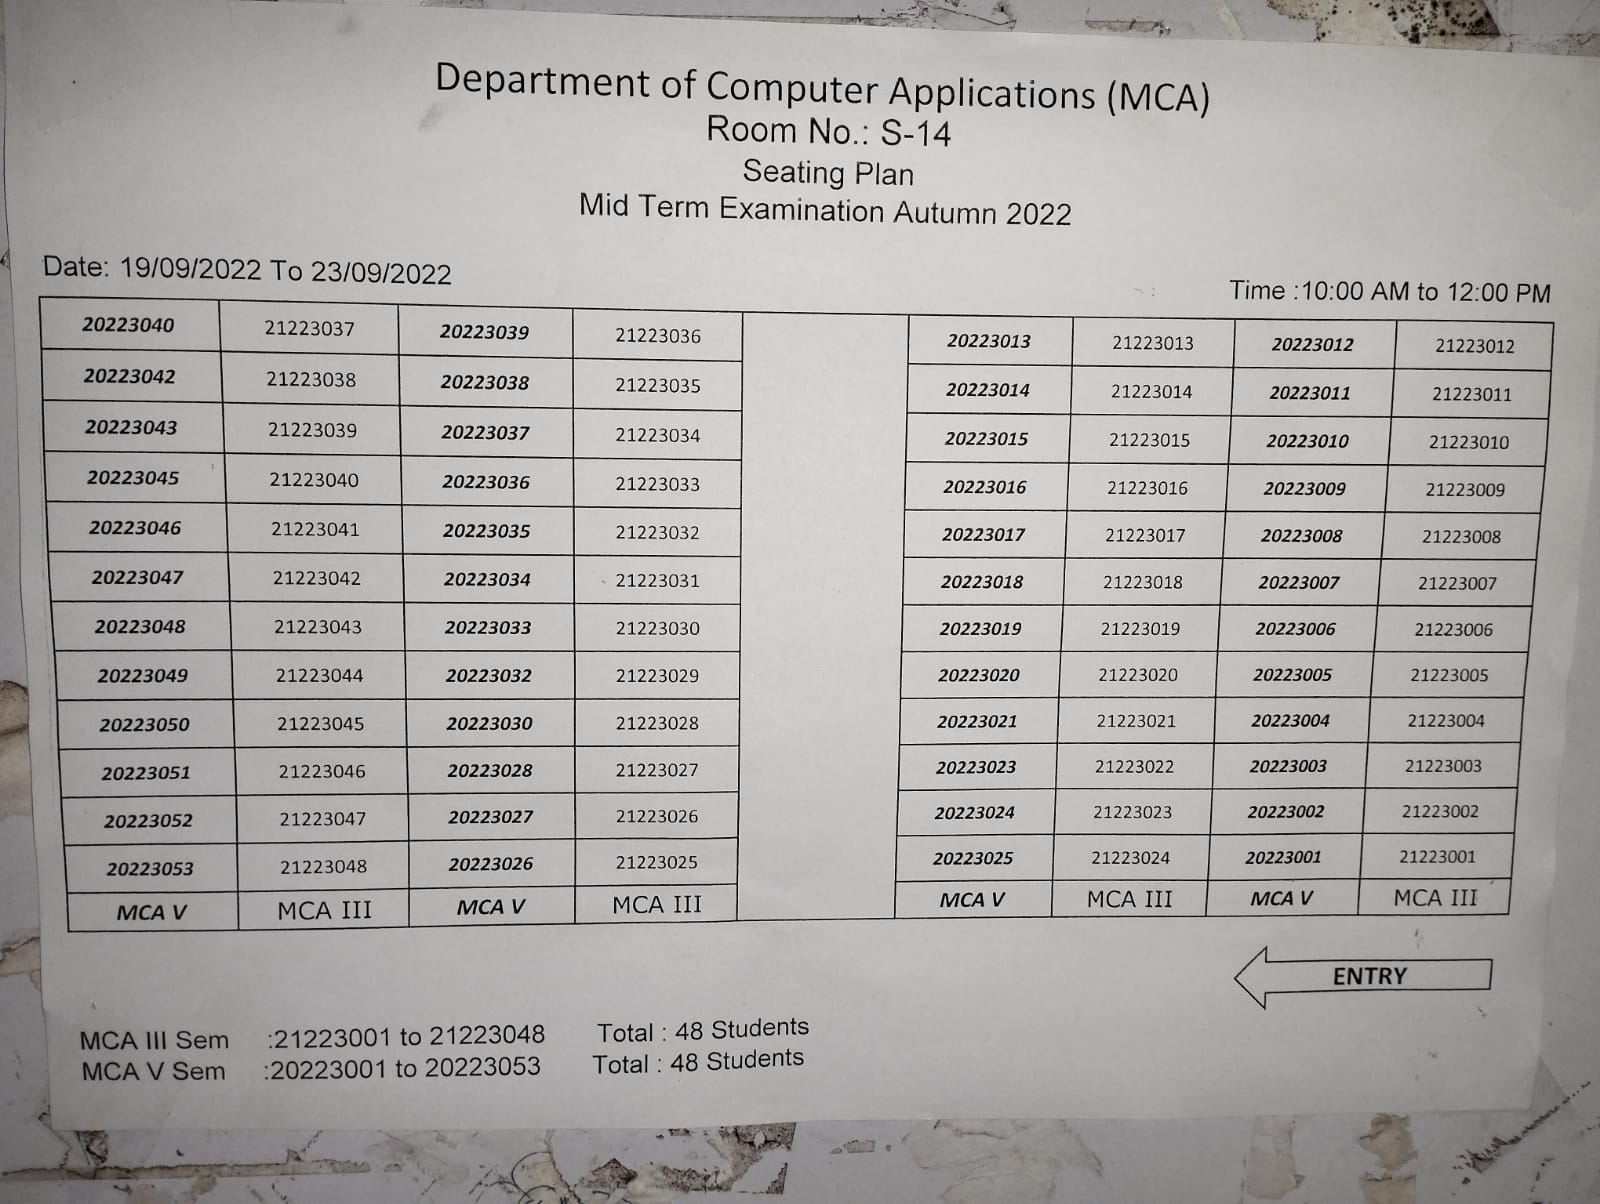 Department of Computer Applications (MCA)
Room No.: S-14
Seating Plan
Mid Term Examination Autumn 2022
Date: 19/09/2022 To 23/09/2022
Time :10:00 AM to 12:00 PM
20223040 21223037 20223039 21223036 20223013 21223013 20223012 21223012
20223042 21223038 20223038 21223035 20223014 21223014 20223011 21223011
20223043 21223039 20223037 21223034 20223015 21223015 20223010 21223010
20223045 21223040 20223036 21223033 20223016 21223016 20223009 21223009
20223046 21223041 20223035 21223032 20223017 21223017 20223008 21223008
20223047 21223042 20223034 21223031 20223018 21223018 20223007 21223007
20223048 21223043 20223033 21223030 20223019 21223019 20223006 21223006
20223049 21223044 20223032 21223029 20223020 21223020 20223005 21223005
20223050 21223045 20223030 21223028 20223021 21223021 20223004 21223004
20223051 21223046 20223028 21223027 20223023 21223022 20223003 21223003
20223052 21223047 20223027 21223026 20223024 21223023 20223002 21223002
20223053 21223048 20223026 21223025 20223025 21223024 20223001 21223001
MCA V MCA III MCA V MCA III MCA V MCA III MCA V MCA III
ENTRY
MCA III Sem :21223001 to 21223048 Total : 48 Students
MCA V Sem :20223001 to 20223053 Total : 48 Students